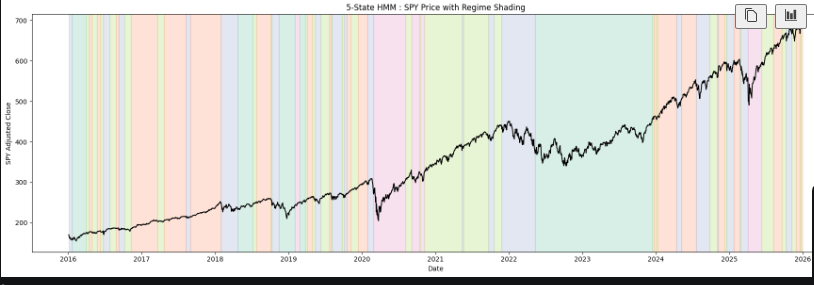 5-State HMM : SPY Price with Regime Shading
700
600
500
400
300
200
SPY Adjusted Close
2016 2017 2018 2019 2020 2021 2022 2023 2024 2025 2026
Date